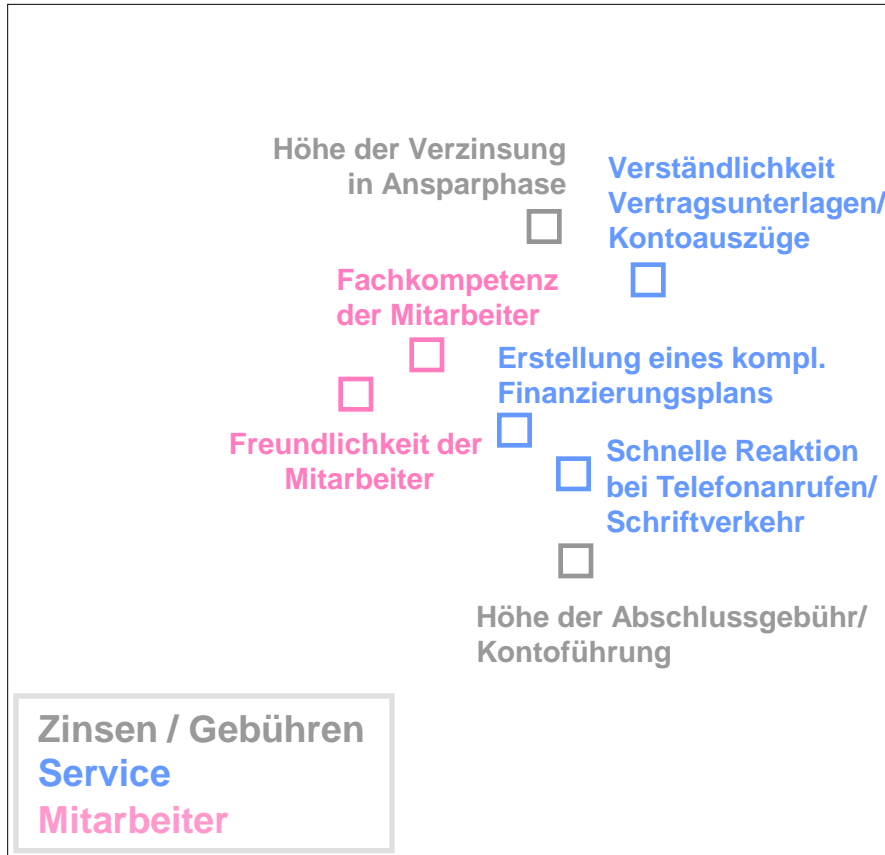 Höhe der Verzinsung
in Ansparphase
Verständlichkeit
Vertragsunterlagen/
Kontoauszüge
Fachkompetenz
der Mitarbeiter
Erstellung eines kompl.
Finanzierungsplans
Freundlichkeit der
Mitarbeiter
Schnelle Reaktion
bei Telefonanrufen/
Schriftverkehr
Höhe der Abschlussgebühr/
Kontoführung
Zinsen / Gebühren
Service
Mitarbeiter